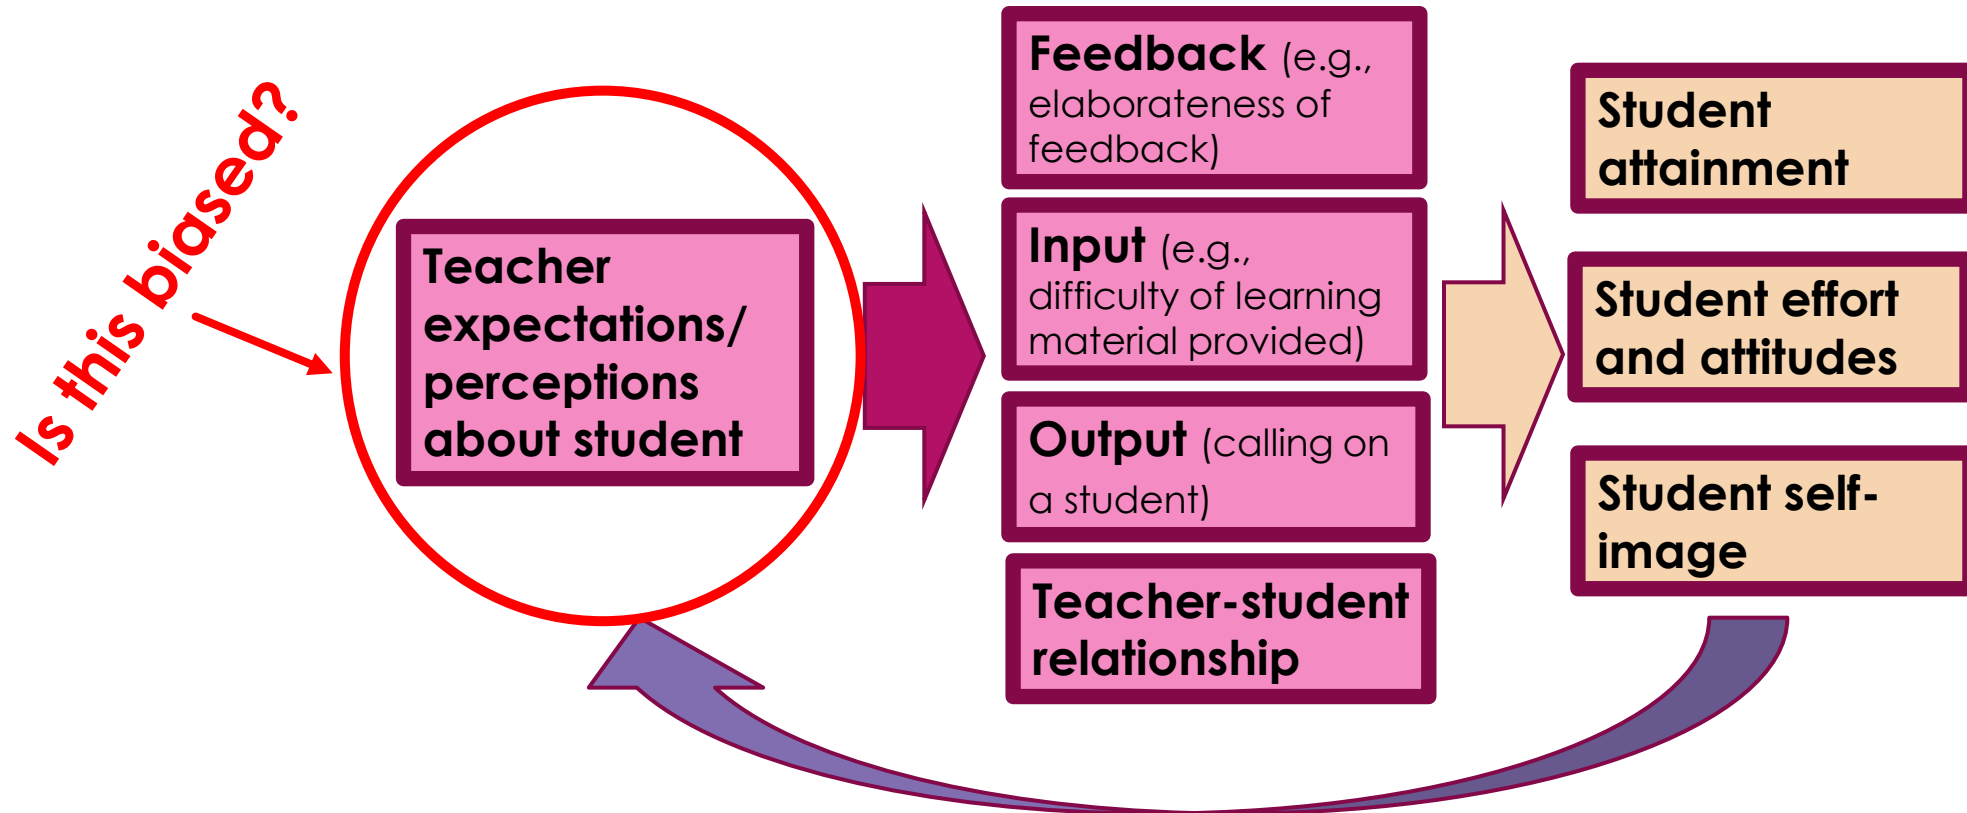 Is this biased?
Teacher
expectations/
perceptions
about student
Feedback (e.g.,
elaborateness of
feedback)
Input (e.g.,
difficulty of learning
material provided)
Output (calling on
a student)
Teacher-student
relationship
Student
attainment
Student effort
and attitudes
Student self-
image